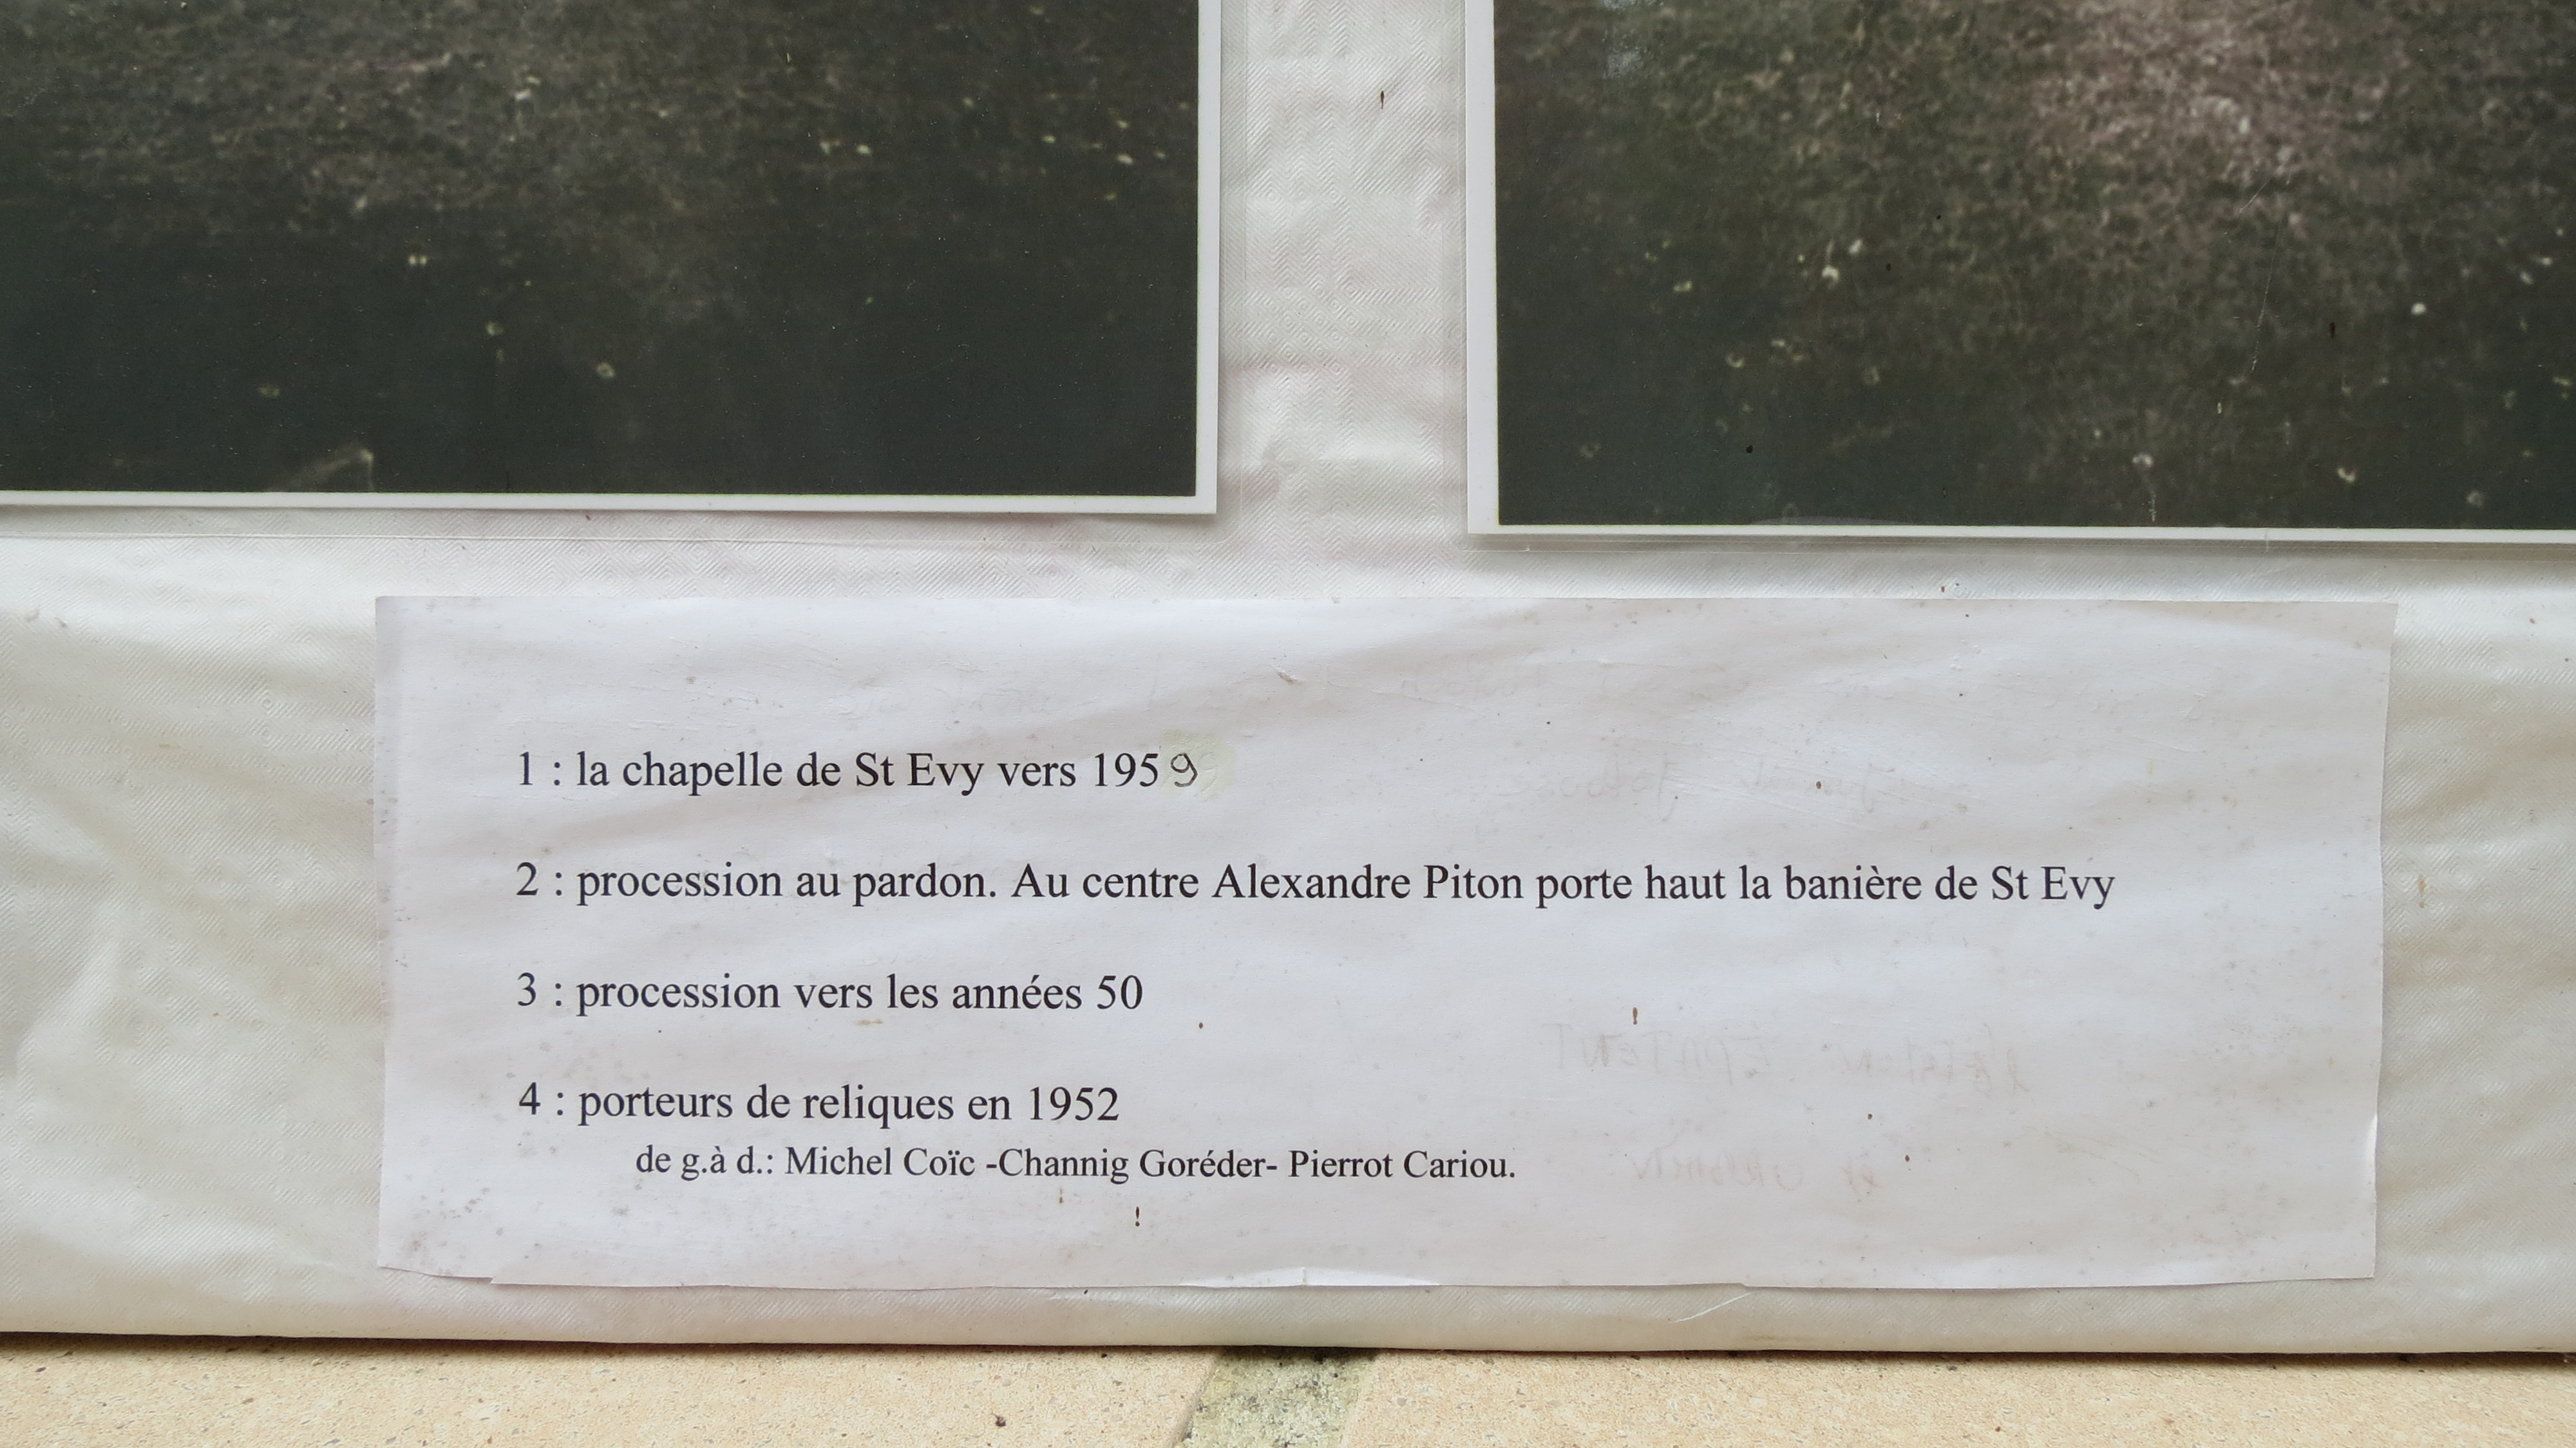 1 : la chapelle de St Evy vers 1959
2 : procession au pardon. Au centre Alexandre Piton porte haut la banière de St Evy
3 : procession vers les années 50
4 : porteurs de reliques en 1952
de g.à d.: Michel Coïc -Channig Goréder- Pierrot Cariou.